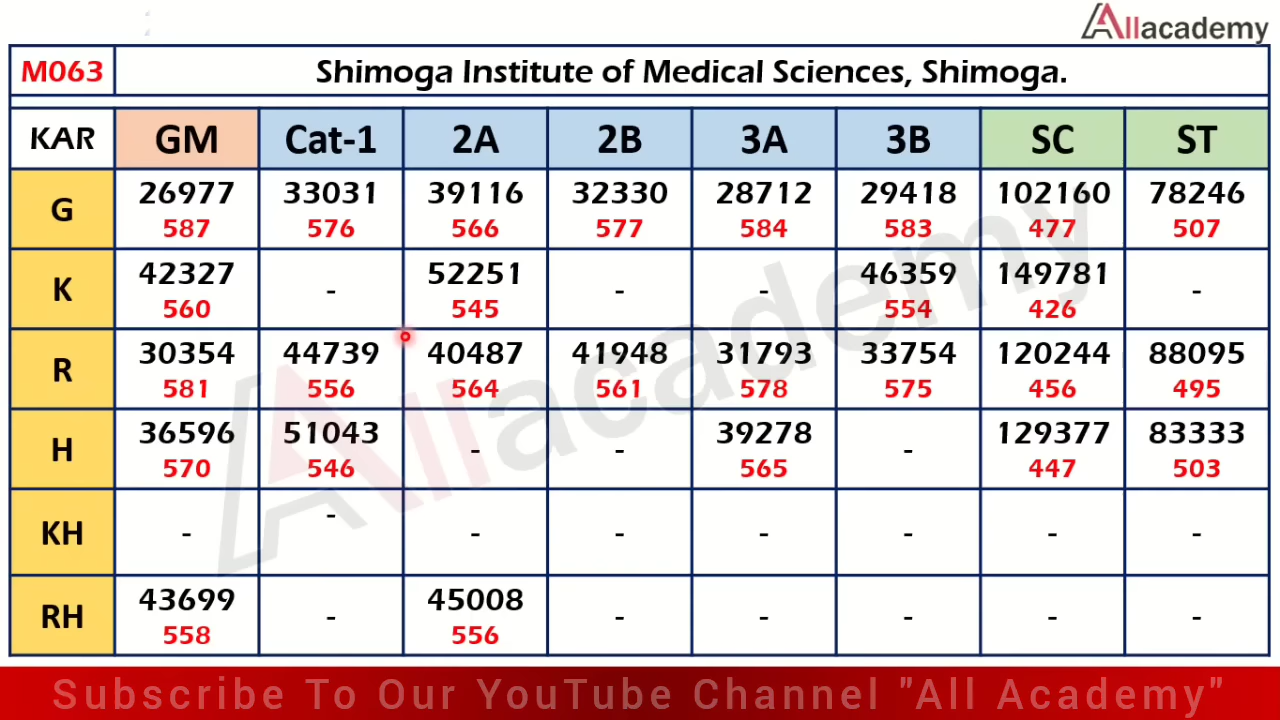 Allacademy
M063 Shimoga Institute of Medical Sciences, Shimoga.
KAR GM Cat-1 2A 2B 3A 3B SC ST
G 26977 33031 39116 32330 28712 29418 102160 78246
587 576 566 577 584 583 477 507
K 42327 - 52251 - - 46359 149781 -
560 545 554 426
R 30354 44739 40487 41948 31793 33754 120244 88095
581 556 564 561 578 575 456 495
H 36596 51043 - - 39278 - 129377 83333
570 546 565 447 503
KH - - - - - - - -
RH 43699 - 45008 - - - - -
558 556
Allacademy
Subscribe To Our YouTube Channel "All Academy"